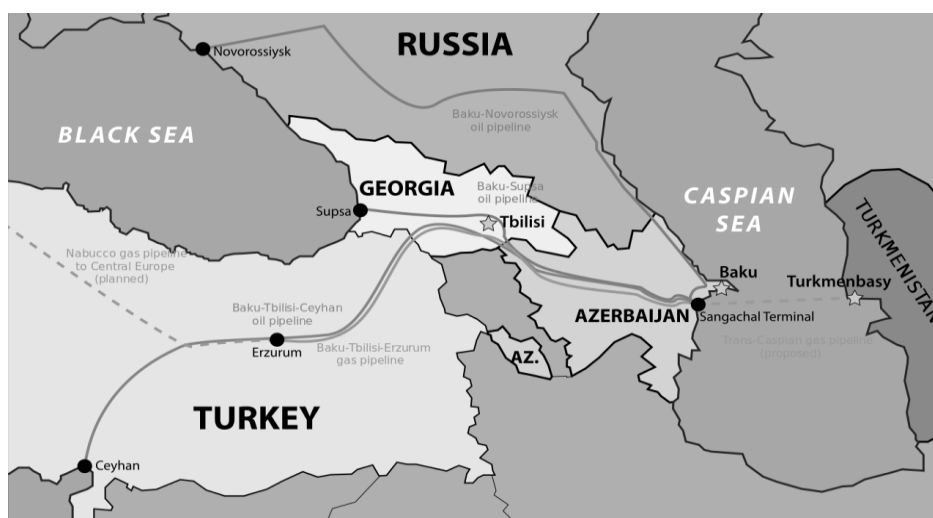 RUSSIA
Novorossiysk
BLACK SEA
Baku-Novorossiysk
oil pipeline
GEORGIA
Baku-Supsa
oil pipeline
CASPIAN
SEA
Supsa
Tbilisi
TURKMENISTAN
Nabucco gas pipeline
to Central Europe
(planned)
Baku
Turkmenbasy
Baku-Tbilisi-Ceyhan
oil pipeline
AZERBAIJAN
Sangachal Terminal
Erzurum
Baku-Tbilisi-Erzurum
gas pipeline
Trans-Caspian gas pipeline
(proposed)
AZ.
TURKEY
Ceyhan